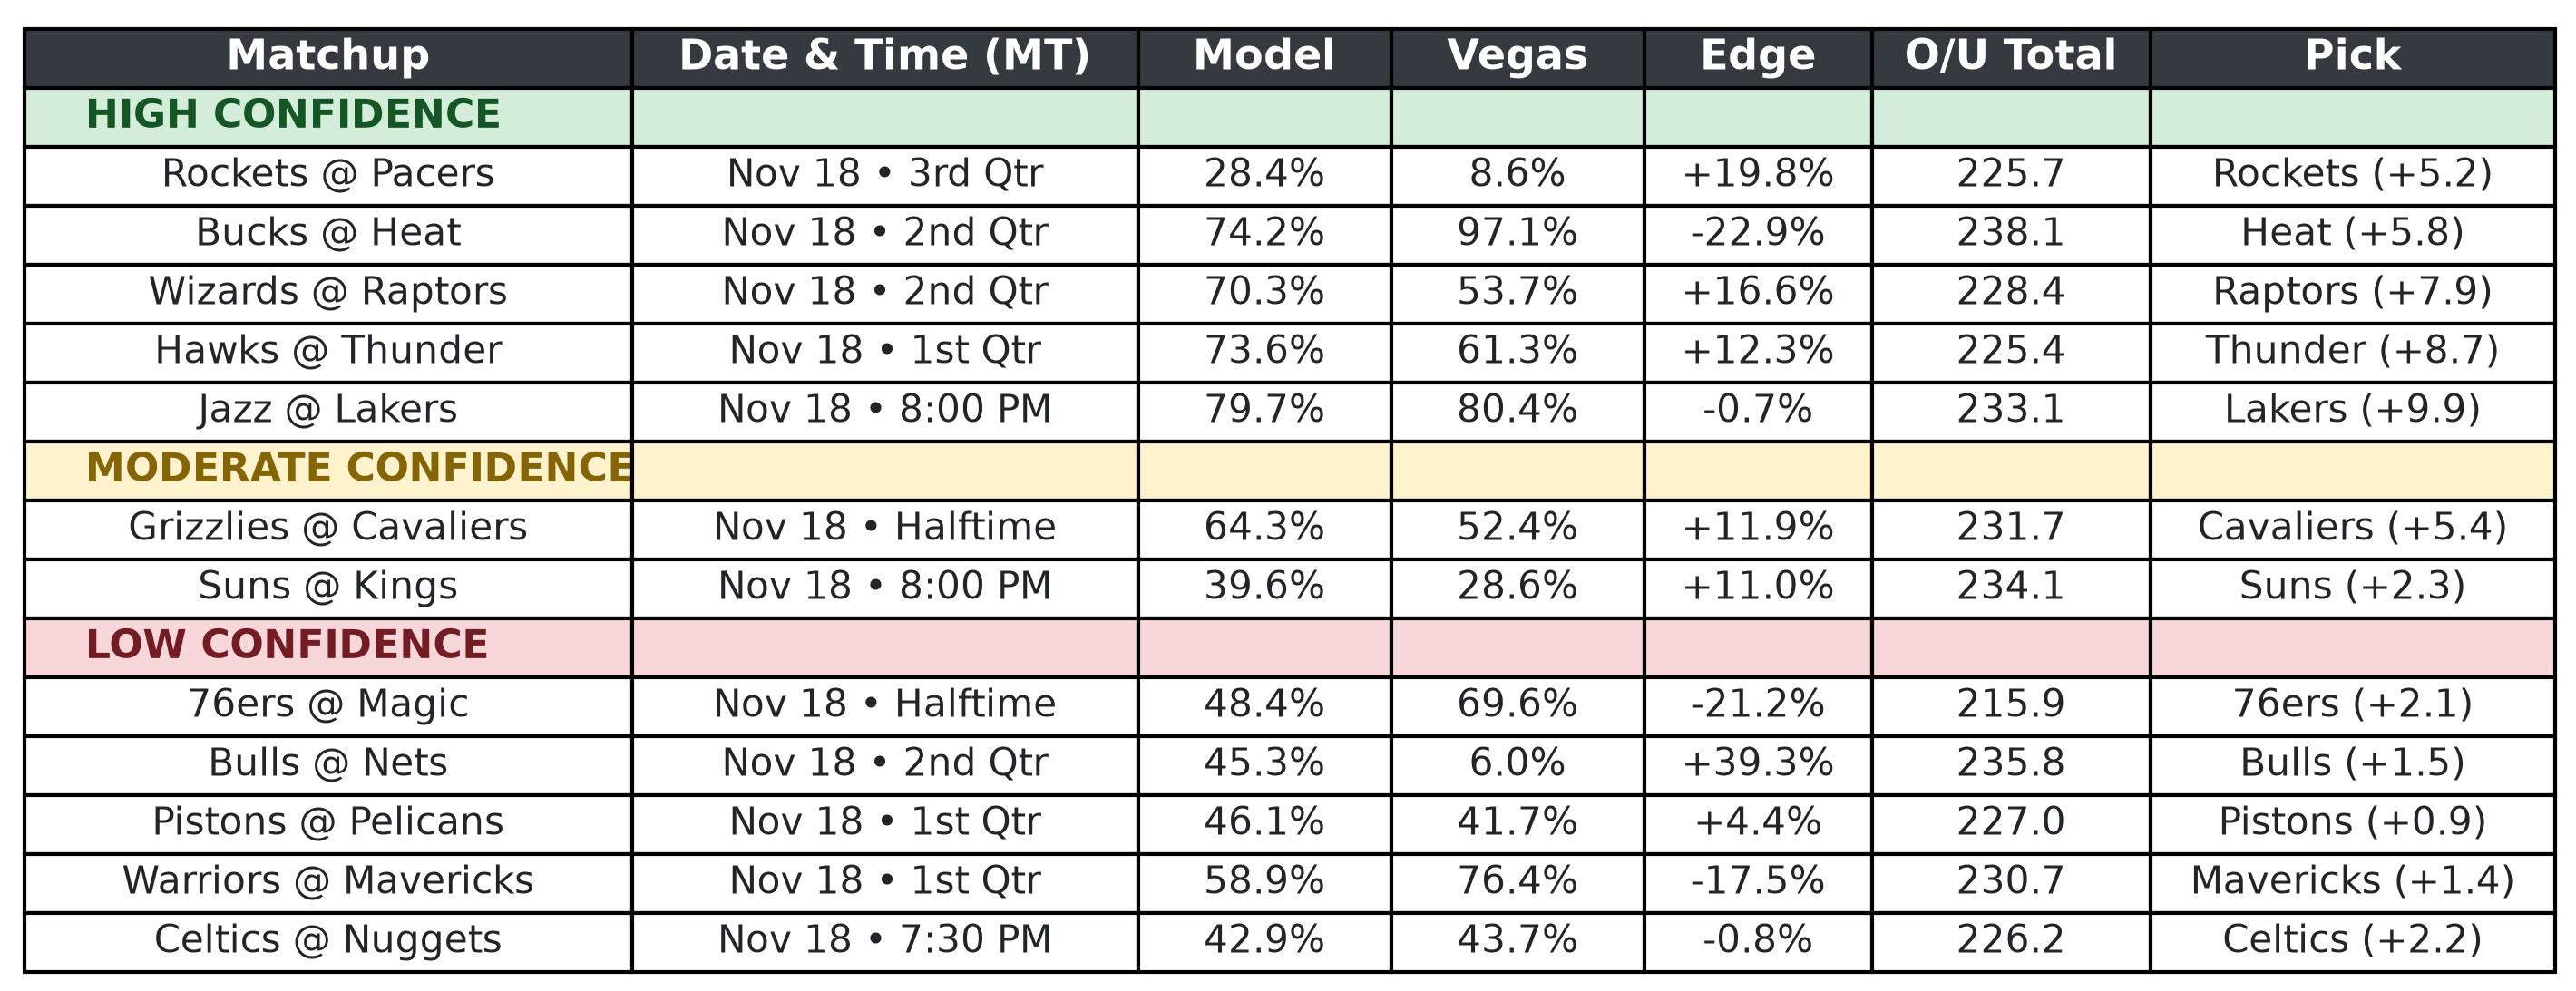 Matchup Date & Time (MT) Model Vegas Edge O/U Total Pick
HIGH CONFIDENCE
Rockets @ Pacers Nov 18 • 3rd Qtr 28.4% 8.6% +19.8% 225.7 Rockets (+5.2)
Bucks @ Heat Nov 18 • 2nd Qtr 74.2% 97.1% -22.9% 238.1 Heat (+5.8)
Wizards @ Raptors Nov 18 • 2nd Qtr 70.3% 53.7% +16.6% 228.4 Raptors (+7.9)
Hawks @ Thunder Nov 18 • 1st Qtr 73.6% 61.3% +12.3% 225.4 Thunder (+8.7)
Jazz @ Lakers Nov 18 • 8:00 PM 79.7% 80.4% -0.7% 233.1 Lakers (+9.9)
MODERATE CONFIDENCE
Grizzlies @ Cavaliers Nov 18 • Halftime 64.3% 52.4% +11.9% 231.7 Cavaliers (+5.4)
Suns @ Kings Nov 18 • 8:00 PM 39.6% 28.6% +11.0% 234.1 Suns (+2.3)
LOW CONFIDENCE
76ers @ Magic Nov 18 • Halftime 48.4% 69.6% -21.2% 215.9 76ers (+2.1)
Bulls @ Nets Nov 18 • 2nd Qtr 45.3% 6.0% +39.3% 235.8 Bulls (+1.5)
Pistons @ Pelicans Nov 18 • 1st Qtr 46.1% 41.7% +4.4% 227.0 Pistons (+0.9)
Warriors @ Mavericks Nov 18 • 1st Qtr 58.9% 76.4% -17.5% 230.7 Mavericks (+1.4)
Celtics @ Nuggets Nov 18 • 7:30 PM 42.9% 43.7% -0.8% 226.2 Celtics (+2.2)